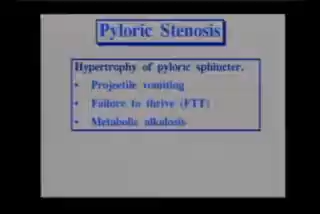 Pyloric Stenosis
Hypertrophy of pyloric sphincter.
• Projectile vomiting
• Failure to thrive (FTT)
• Metabolic alkalosis